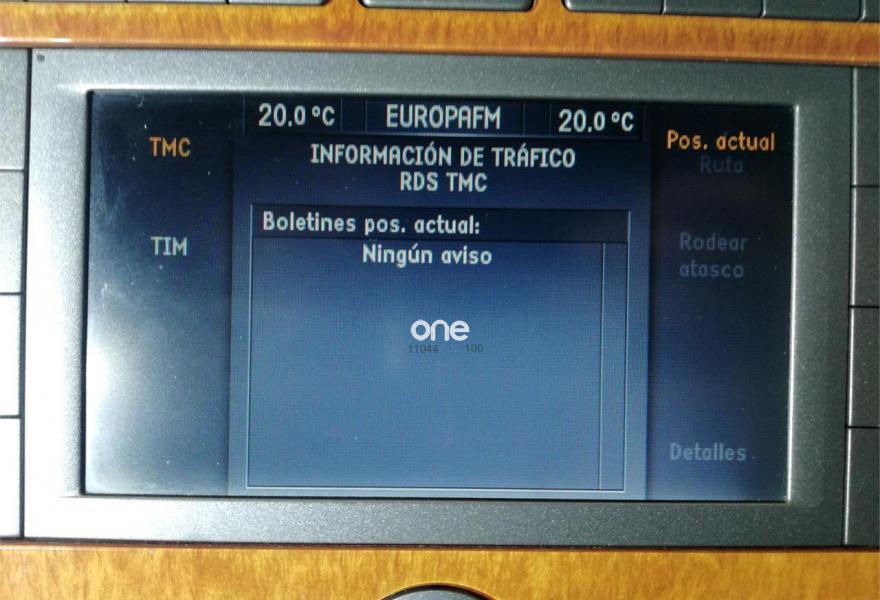 20.0 °C EUROPAFM 20.0 °C
TMC
INFORMACIÓN DE TRÁFICO
RDS TMC
Pos. actual
Ruta
Boletines pos. actual:
TIM
Ningún aviso
Rodear
atasco
one
11044 100
Detalles